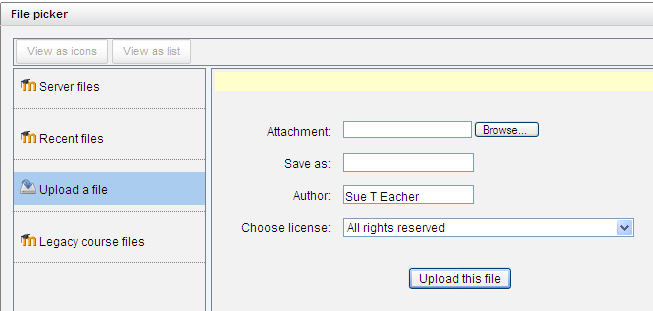 File picker
View as icons View as list
Server files
Recent files
Upload a file
Legacy course files
Attachment: Browse...
Save as:
Author: Sue T Eacher
Choose license: All rights reserved
Upload this file